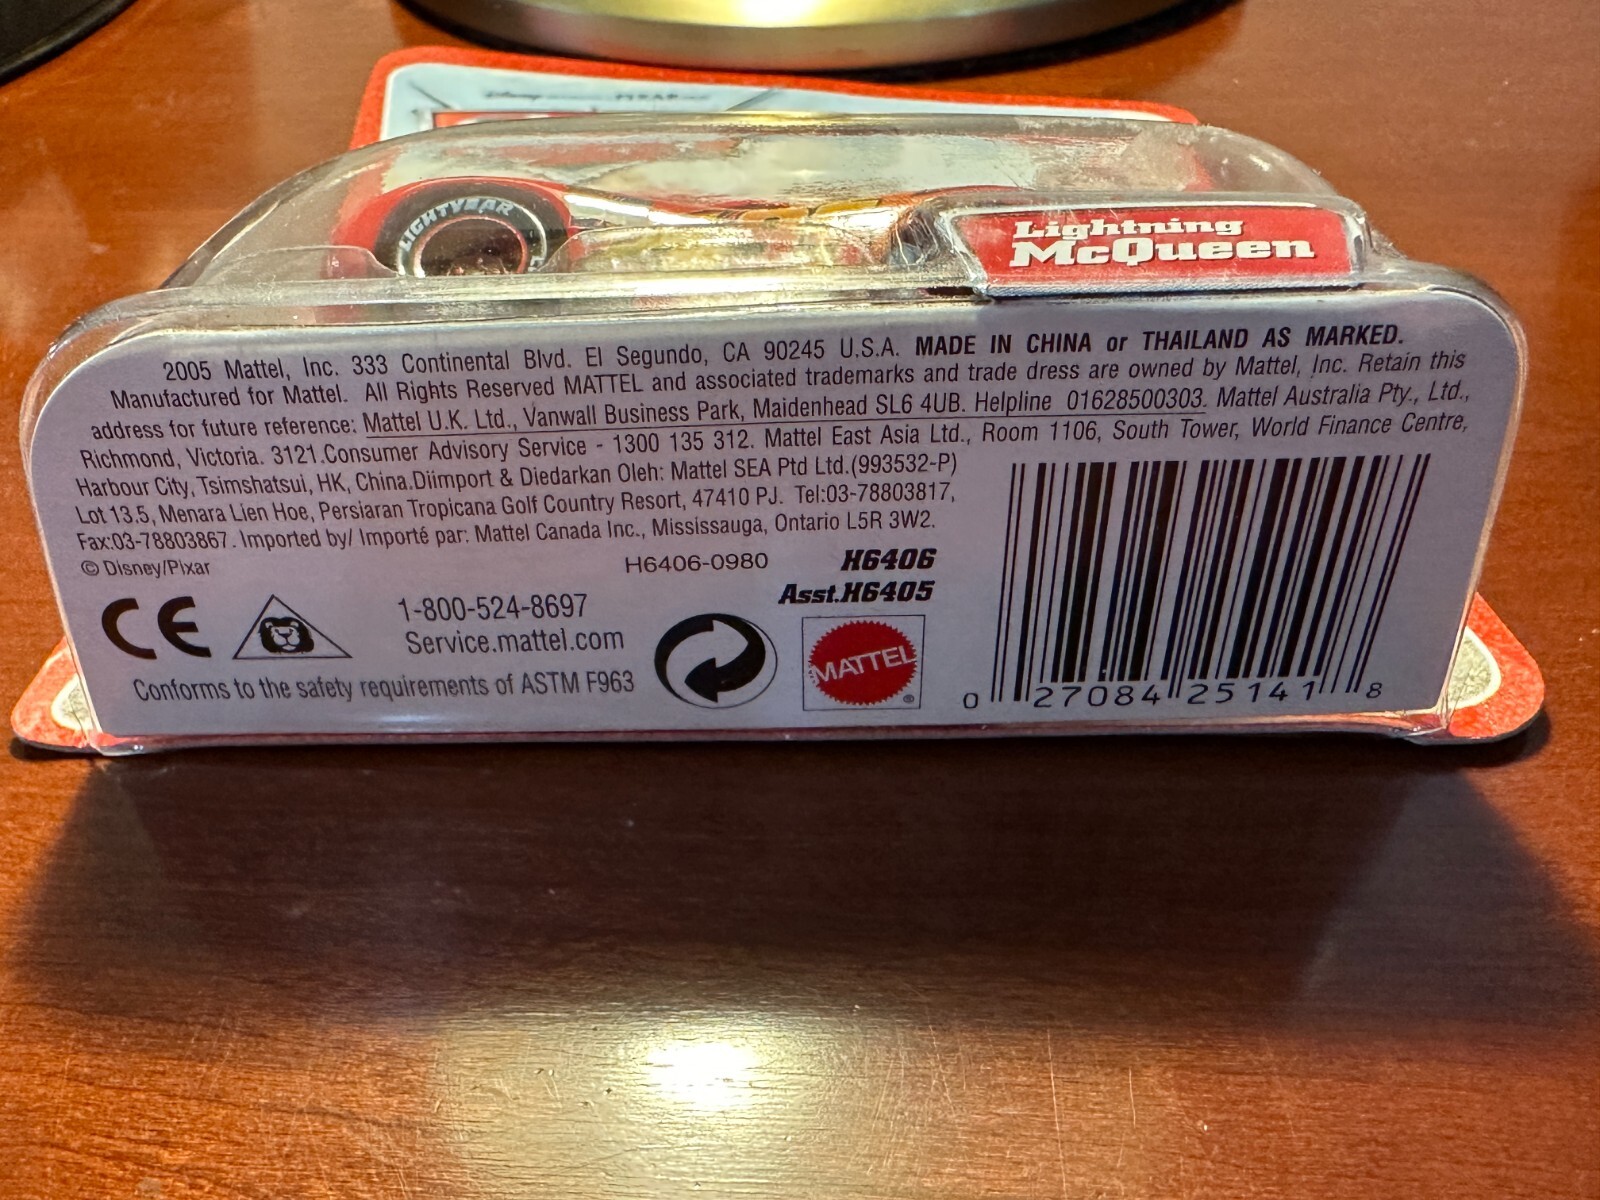 Disney PIXAR
LIGHTYEAR
Lightning
McQueen
2005 Mattel, Inc. 333 Continental Blvd. El Segundo, CA 90245 U.S.A. MADE IN CHINA or THAILAND AS MARKED.
Manufactured for Mattel. All Rights Reserved MATTEL and associated trademarks and trade dress are owned by Mattel, Inc. Retain this
address for future reference: Mattel U.K. Ltd., Vanwall Business Park, Maidenhead SL6 4UB. Helpline 01628500303. Mattel Australia Pty., Ltd.,
Richmond, Victoria. 3121.Consumer Advisory Service - 1300 135 312. Mattel East Asia Ltd., Room 1106, South Tower, World Finance Centre,
Harbour City, Tsimshatsui, HK, China.Diimport & Diedarkan Oleh: Mattel SEA Ptd Ltd.(993532-P)
Lot 13.5, Menara Lien Hoe, Persiaran Tropicana Golf Country Resort, 47410 PJ. Tel:03-78803817,
Fax:03-78803867. Imported by/ Importé par: Mattel Canada Inc., Mississauga, Ontario L5R 3W2.
© Disney/Pixar
H6406-0980 H6406
Asst.H6405
CE
1-800-524-8697
Service.mattel.com
Conforms to the safety requirements of ASTM F963
MATTEL®
0 27084 25141 8